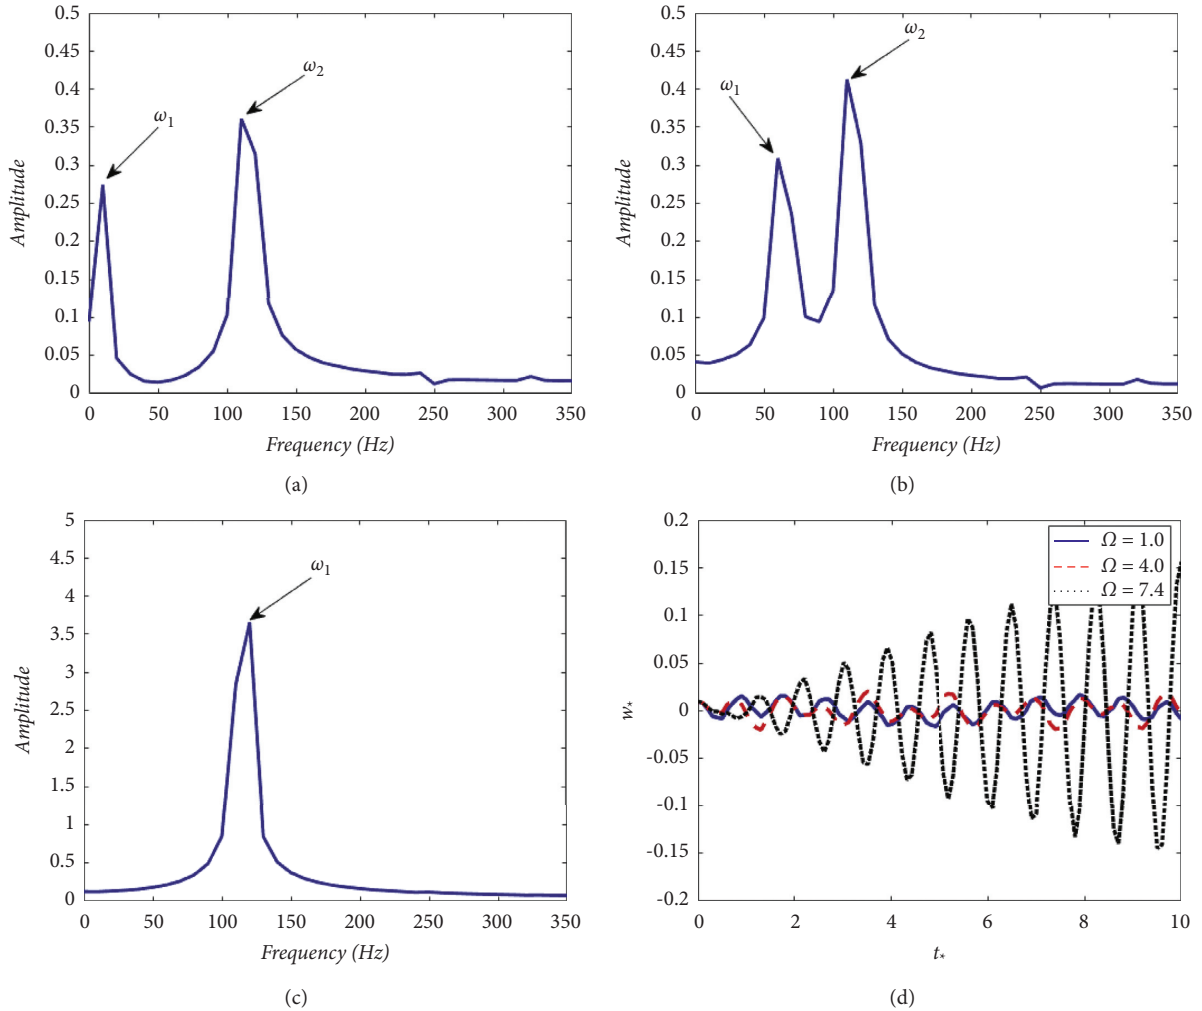 0.5
0.45
0.4
0.35
0.3
0.25
0.2
0.15
0.1
0.05
0
Amplitude
ω1
ω2
0 50 100 150 200 250 300 350
Frequency (Hz)
(a)
0.5
0.45
0.4
0.35
0.3
0.25
0.2
0.15
0.1
0.05
0
Amplitude
ω1
ω2
0 50 100 150 200 250 300 350
Frequency (Hz)
(b)
5
4.5
4
3.5
3
2.5
2
1.5
1
0.5
0
Amplitude
ω1
0 50 100 150 200 250 300 350
Frequency (Hz)
(c)
0.2
0.15
0.1
0.05
0
-0.05
-0.1
-0.15
-0.2
w*
Ω = 1.0
Ω = 4.0
Ω = 7.4
0 2 4 6 8 10
t*
(d)